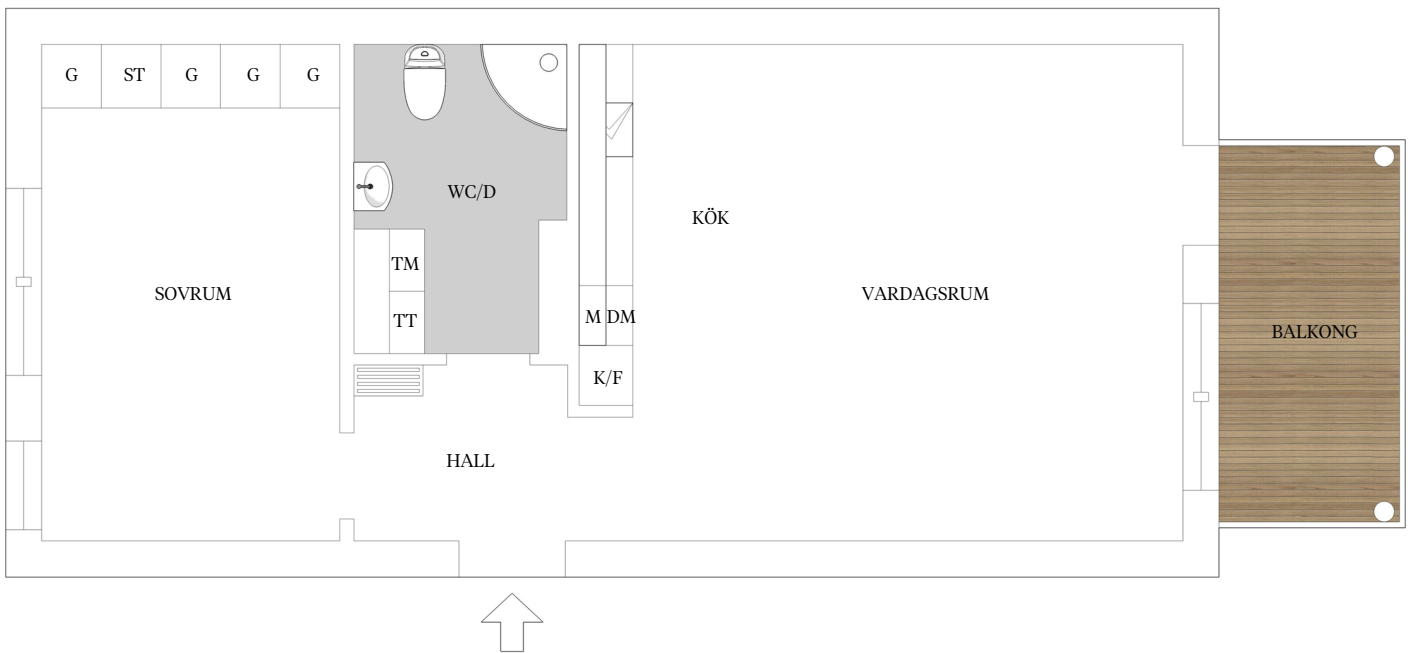 G ST G G G
WC/D
KÖK
TM
SOVRUM
VARDAGSRUM
TT
M DM
BALKONG
K/F
HALL